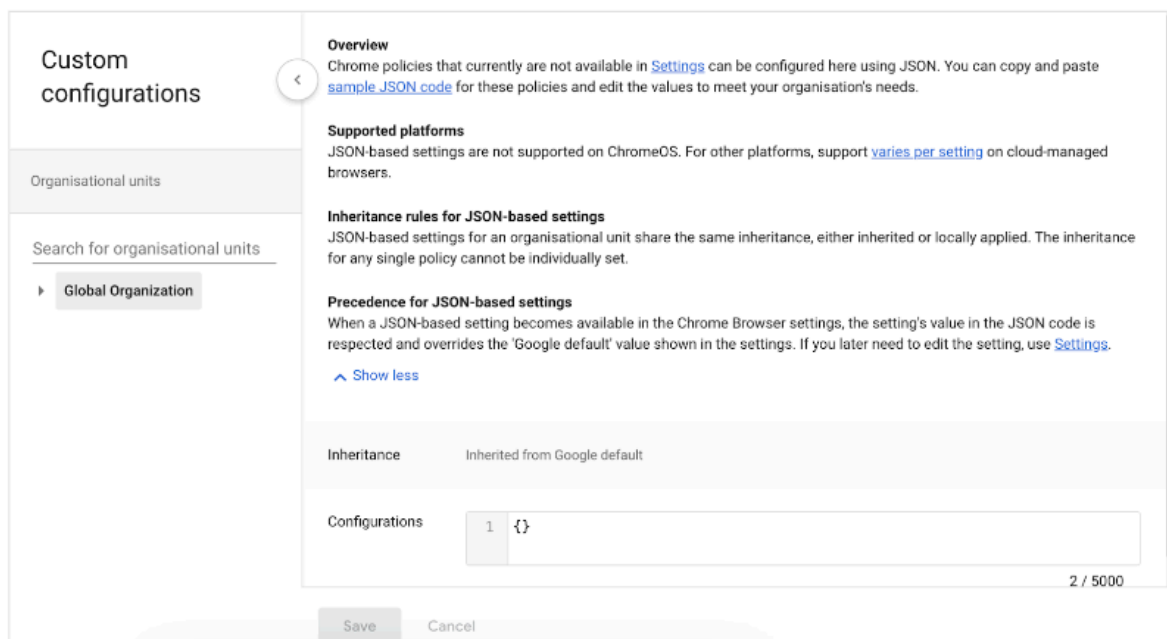 Custom
configurations
Organisational units
Search for organisational units
Global Organization
Overview
Chrome policies that currently are not available in Settings can be configured here using JSON. You can copy and paste
sample JSON code for these policies and edit the values to meet your organisation's needs.
Supported platforms
JSON-based settings are not supported on ChromeOS. For other platforms, support varies per setting on cloud-managed
browsers.
Inheritance rules for JSON-based settings
JSON-based settings for an organisational unit share the same inheritance, either inherited or locally applied. The inheritance
for any single policy cannot be individually set.
Precedence for JSON-based settings
When a JSON-based setting becomes available in the Chrome Browser settings, the setting's value in the JSON code is
respected and overrides the 'Google default' value shown in the settings. If you later need to edit the setting, use Settings.
Show less
Inheritance Inherited from Google default
Configurations 1 {}
2 / 5000
Save Cancel